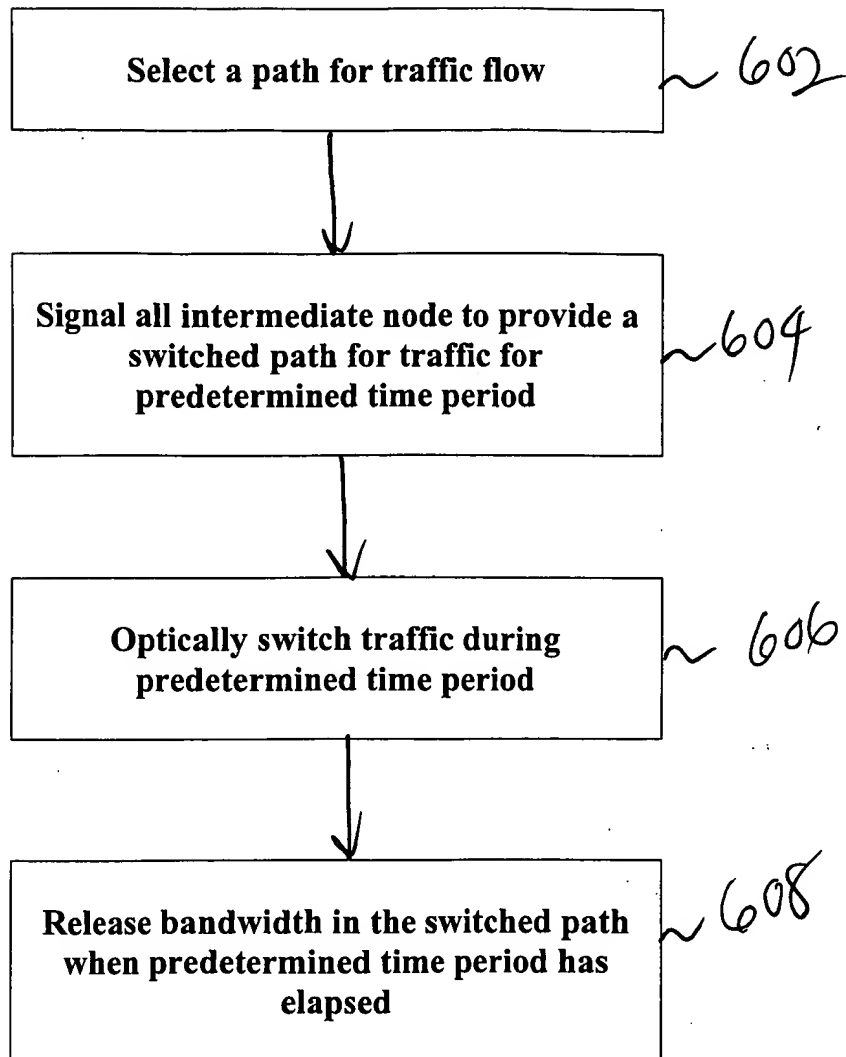 Select a path for traffic flow
602
Signal all intermediate node to provide a
switched path for traffic for
predetermined time period
604
Optically switch traffic during
predetermined time period
606
Release bandwidth in the switched path
when predetermined time period has
elapsed
608